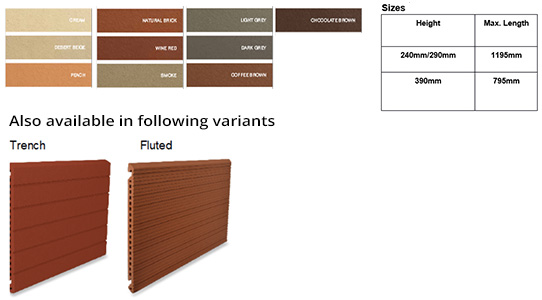 CREAM
NATURAL BRICK
LIGHT GREY
CHOCOLATE BROWN
DESERT BEIGE
WINE RED
DARK GREY
PEACH
SMOKE
COFFEE BROWN
Sizes
Height Max. Length
240mm/290mm 1195mm
390mm 795mm
Also available in following variants
Trench Fluted